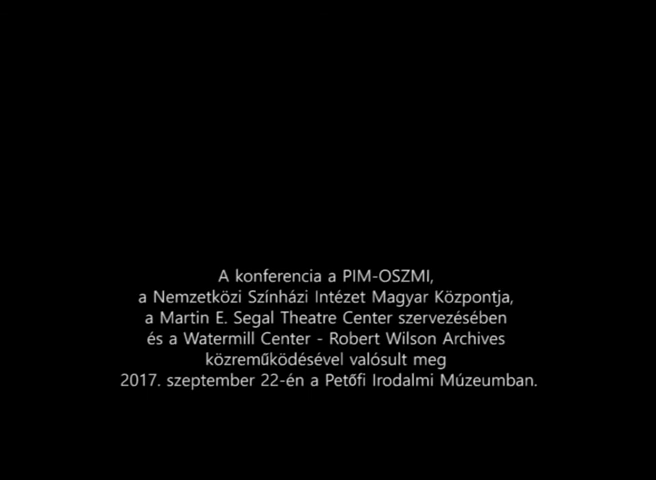 A konferencia a PIM-OSZMI,
a Nemzetközi Színházi Intézet Magyar Központja,
a Martin E. Segal Theatre Center szervezésében
és a Watermill Center - Robert Wilson Archives
közreműködésével valósult meg
2017. szeptember 22-én a Petőfi Irodalmi Múzeumban.